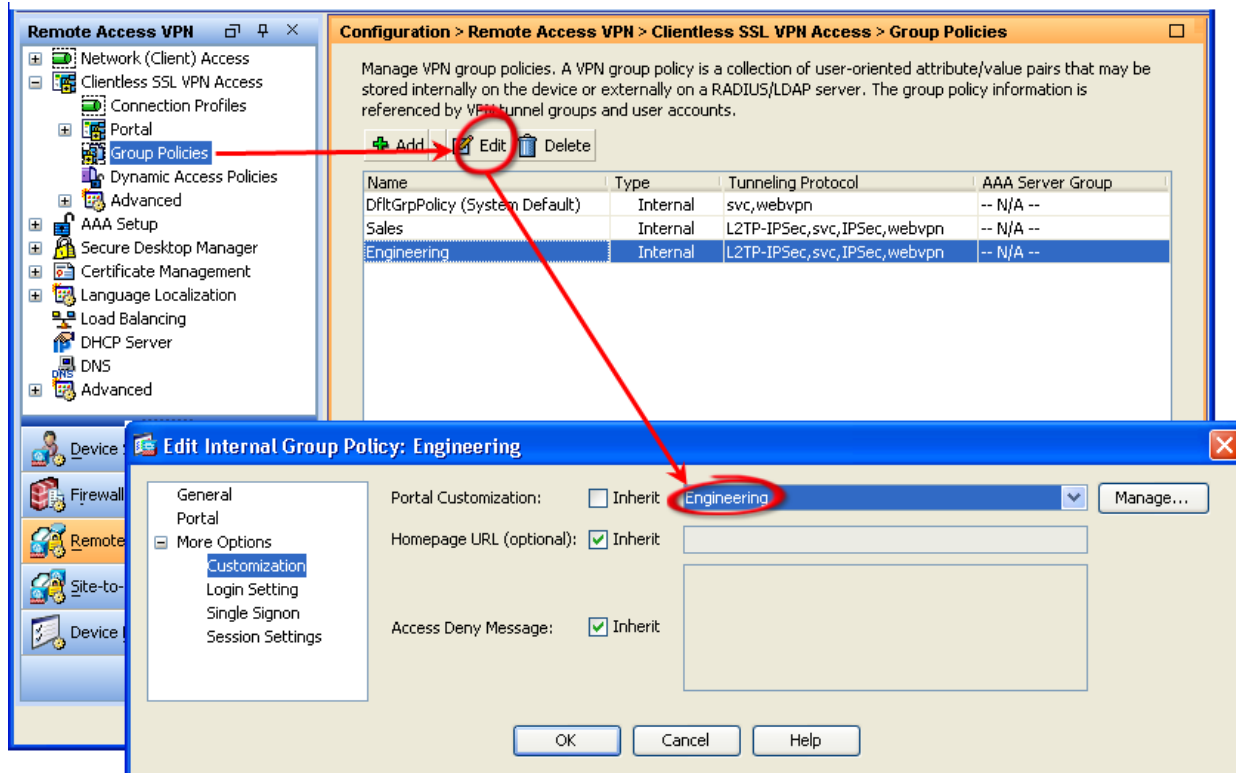 Remote Access VPN
Network (Client) Access
Clientless SSL VPN Access
Connection Profiles
Portal
Group Policies
Dynamic Access Policies
Advanced
AAA Setup
Secure Desktop Manager
Certificate Management
Language Localization
Load Balancing
DHCP Server
DNS
DNS
Advanced
Device
Firewall
Remote
Site-to-
Device
Configuration > Remote Access VPN > Clientless SSL VPN Access > Group Policies
Manage VPN group policies. A VPN group policy is a collection of user-oriented attribute/value pairs that may be
stored internally on the device or externally on a RADIUS/LDAP server. The group policy information is
referenced by VPN tunnel groups and user accounts.
Add Edit Delete
Name Type Tunneling Protocol AAA Server Group
DfltGrpPolicy (System Default) Internal svc,webvpn -- N/A --
Sales Internal L2TP-IPSec,svc,IPSec,webvpn -- N/A --
Engineering Internal L2TP-IPSec,svc,IPSec,webvpn -- N/A --
Edit Internal Group Policy: Engineering
General
Portal
More Options
Customization
Login Setting
Single Signon
Session Settings
Portal Customization: Inherit Engineering Manage...
Homepage URL (optional): Inherit
Access Deny Message: Inherit
OK Cancel Help